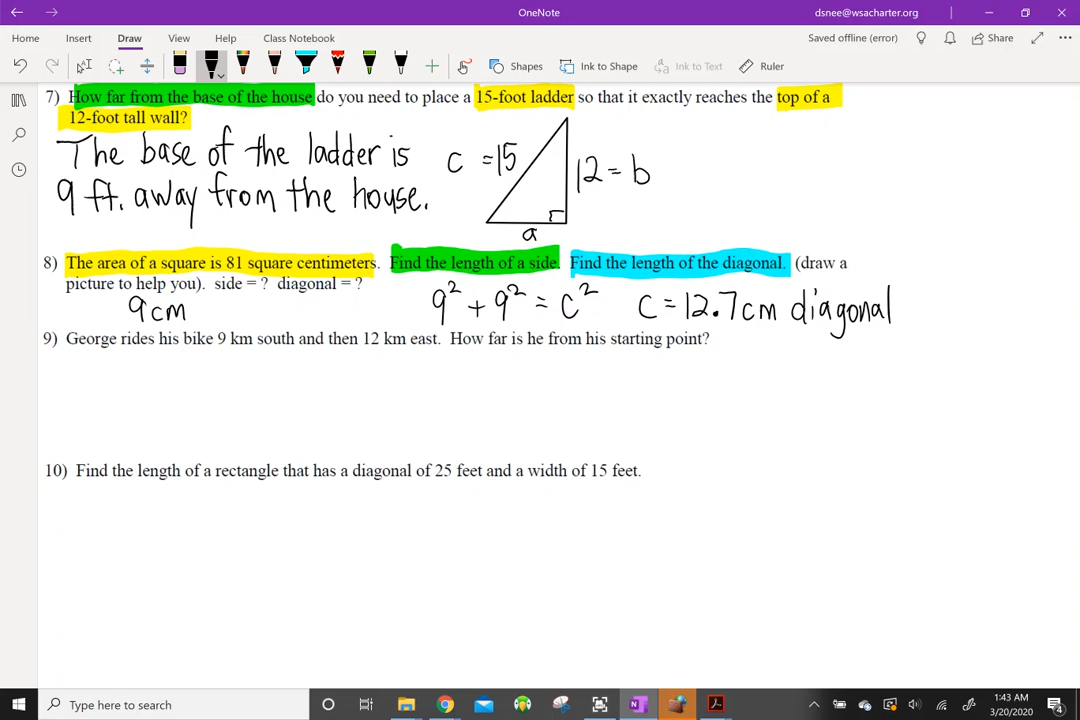 OneNote
dsnee@wsacharter.org
Home Insert Draw View Help Class Notebook Saved offline (error) Share
Shapes Ink to Shape Ink to Text Ruler
7) How far from the base of the house do you need to place a 15-foot ladder so that it exactly reaches the top of a
12-foot tall wall?
The base of the ladder is
9 ft. away from the house.
c = 15
12 = b
a
8) The area of a square is 81 square centimeters. Find the length of a side. Find the length of the diagonal. (draw a
picture to help you). side = ? diagonal = ?
9cm
9² + 9² = c² c = 12.7cm diagonal
9) George rides his bike 9 km south and then 12 km east. How far is he from his starting point?
10) Find the length of a rectangle that has a diagonal of 25 feet and a width of 15 feet.
Type here to search
1:43 AM
3/20/2020
4